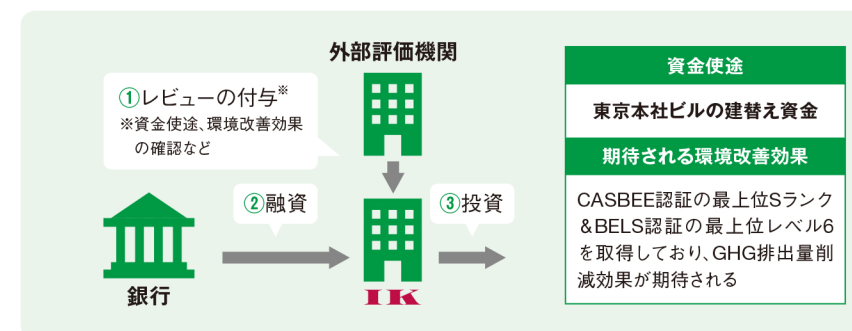 外部評価機関
①レビューの付与※
※資金使途、環境改善効果
の確認など
②融資
③投資
銀行
IK
資金使途
東京本社ビルの建替え資金
期待される環境改善効果
CASBEE認証の最上位Sランク
&BELS認証の最上位レベル6
を取得しており、GHG排出量削
減効果が期待される